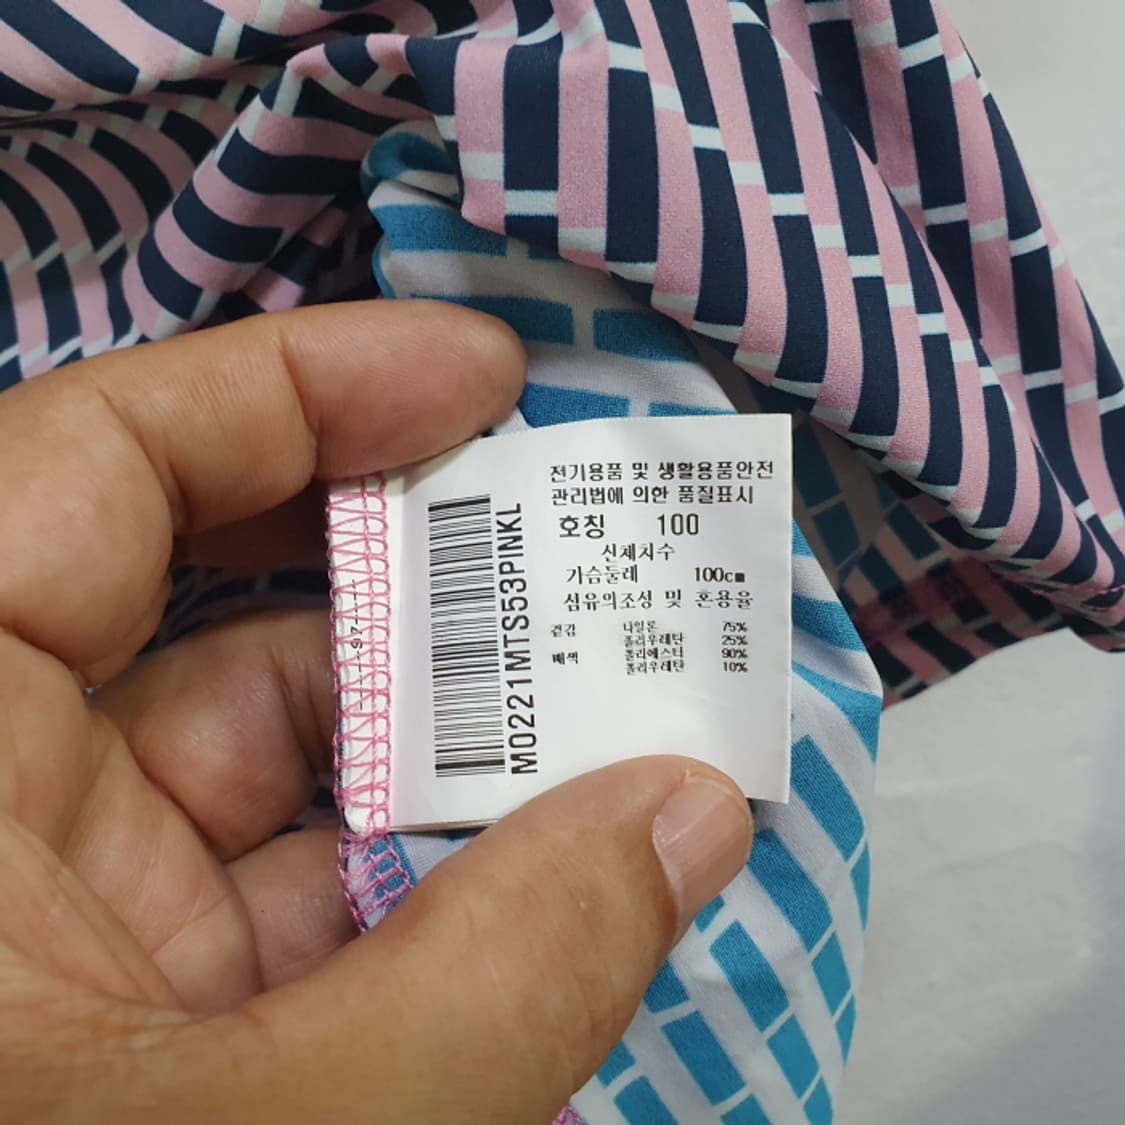 전기용품 및 생활용품안전
관리법에 의한 품질표시
호칭 100
신체치수
가슴둘레 100cm
섬유의조성 및 혼용율
겉감 나일론 75%
폴리우레탄 25%
배색 폴리에스터 90%
폴리우레탄 10%
MO221MTS53PINKL
97